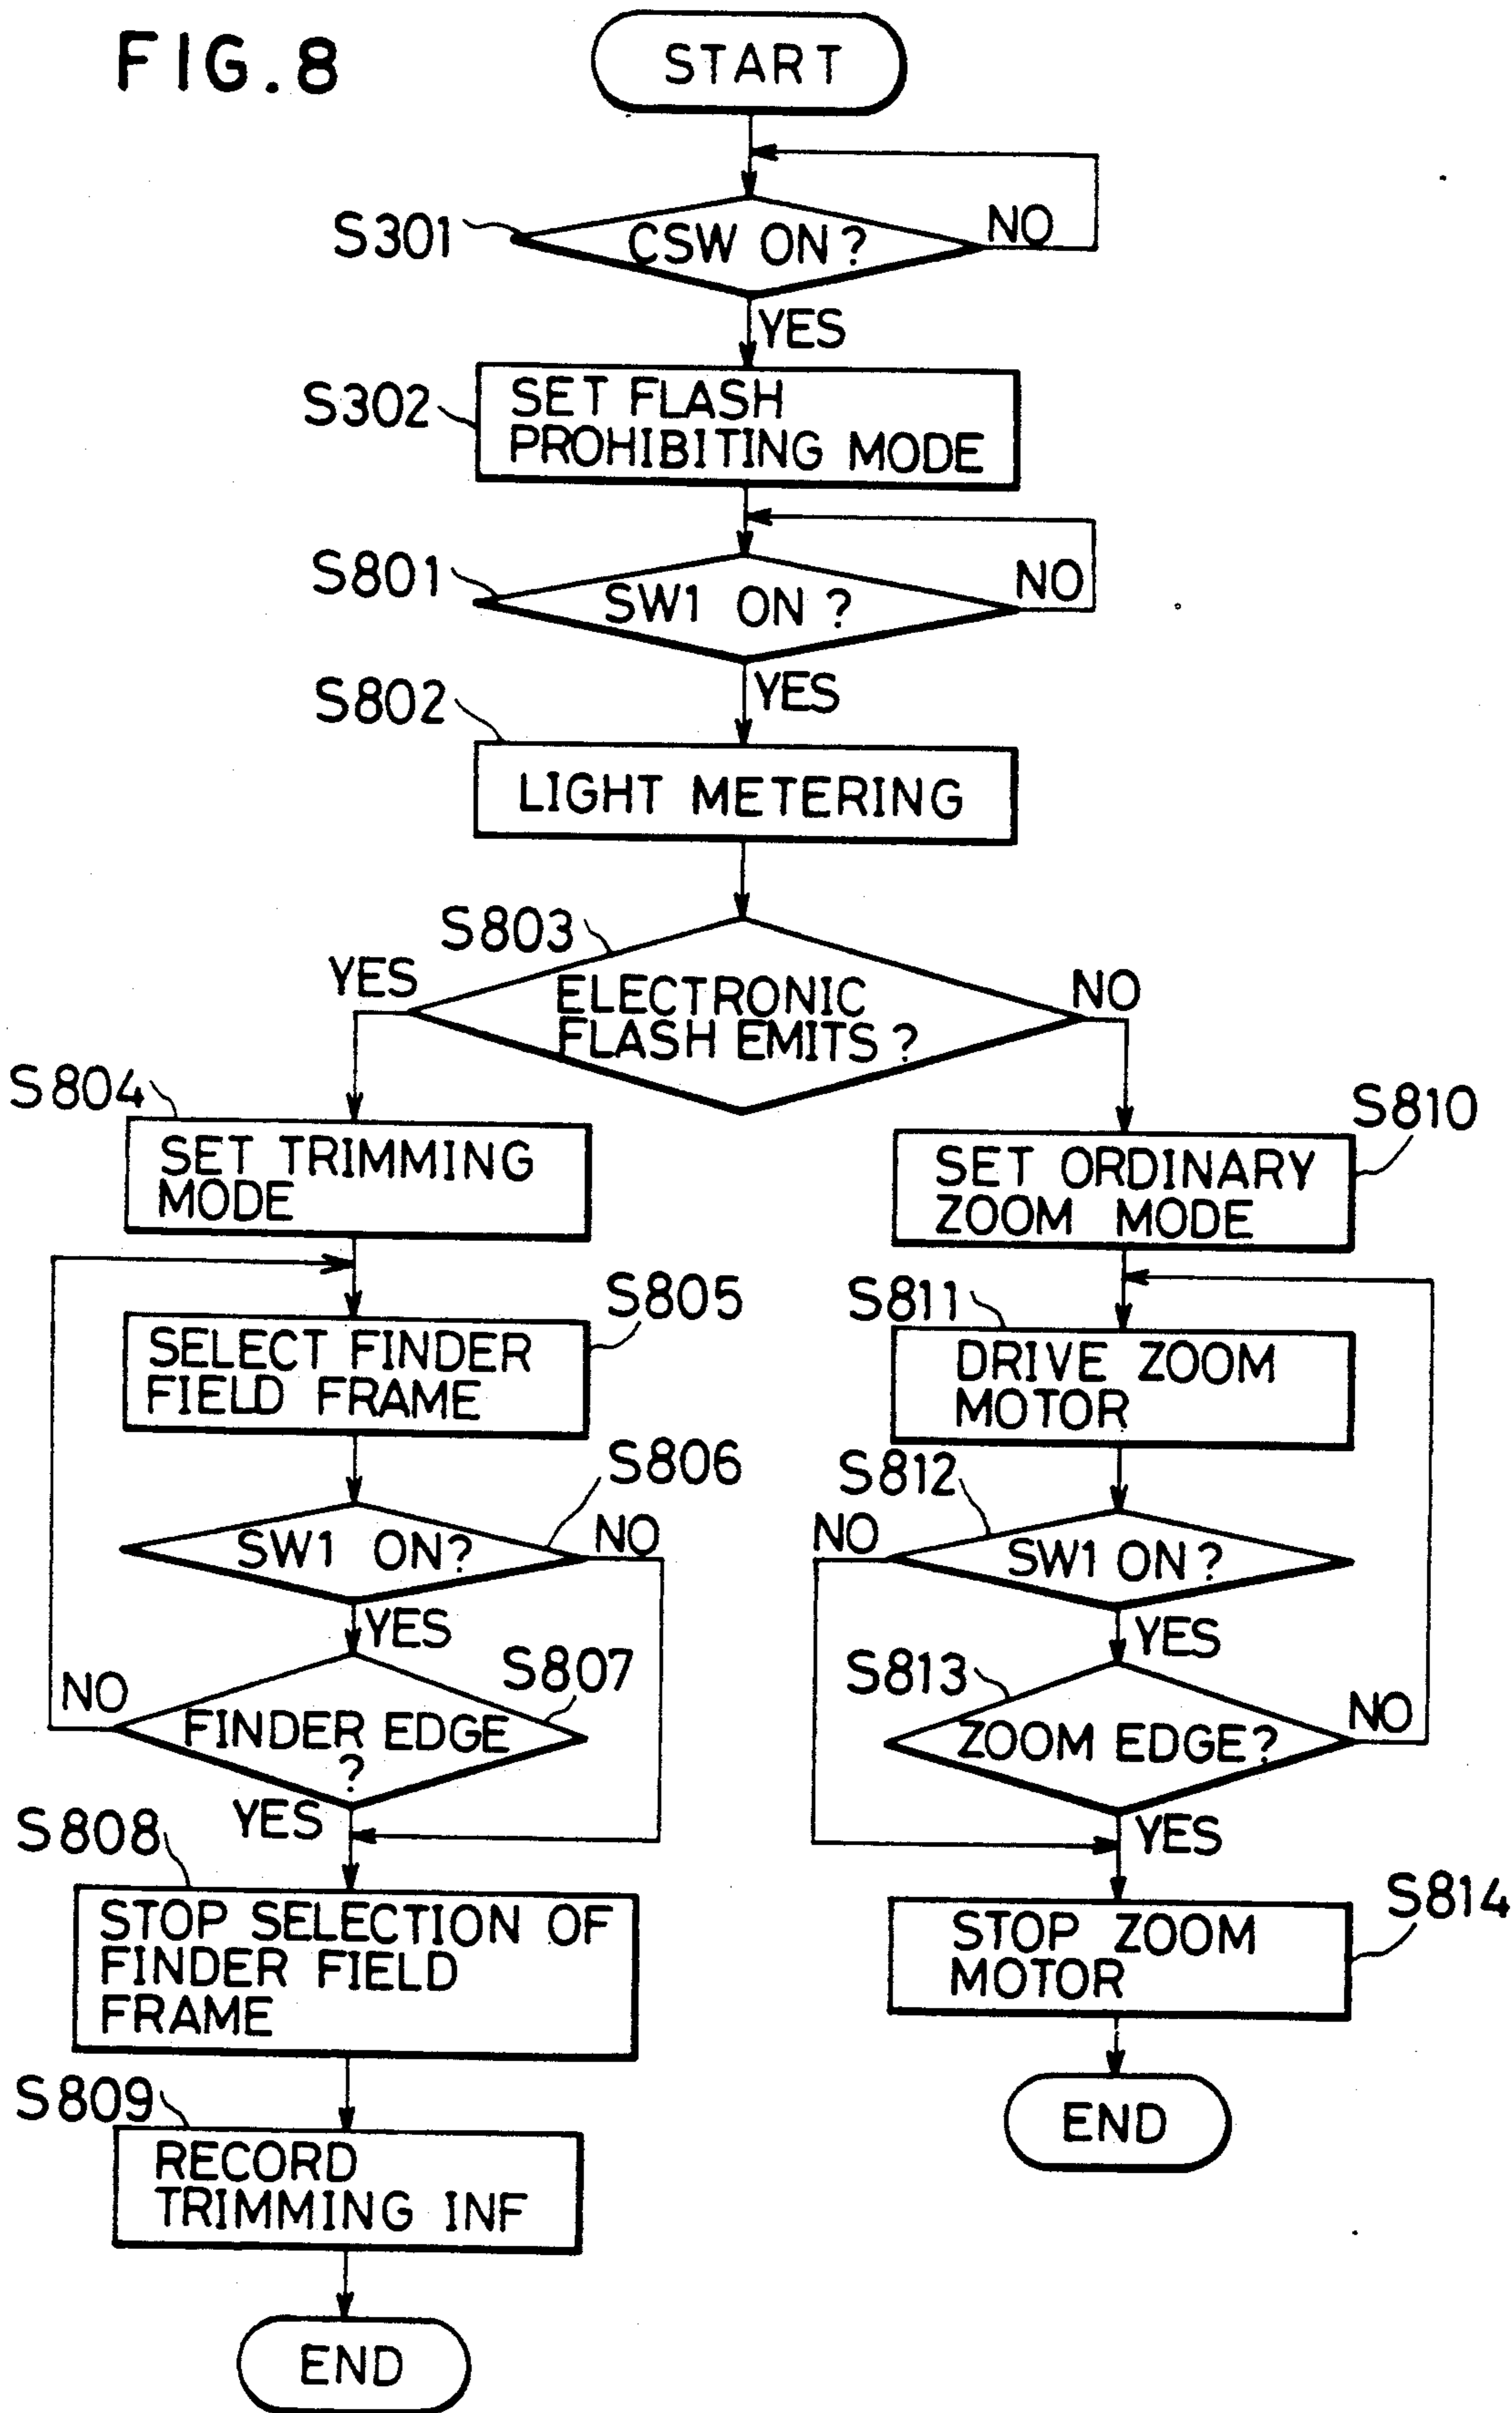 FIG.8
START
S301
CSW ON?
NO
YES
S302
SET FLASH
PROHIBITING MODE
S801
SW1 ON?
NO
YES
S802
LIGHT METERING
S803
YES
ELECTRONIC
FLASH EMITS?
NO
S804
SET TRIMMING
MODE
S805
SELECT FINDER
FIELD FRAME
S806
SW1 ON?
NO
YES
S807
NO
FINDER EDGE
?
YES
S808
STOP SELECTION OF
FINDER FIELD
FRAME
S809
RECORD
TRIMMING INF
END
S810
SET ORDINARY
ZOOM MODE
S811
DRIVE ZOOM
MOTOR
S812
NO
SW1 ON?
YES
S813
ZOOM EDGE?
NO
YES
S814
STOP ZOOM
MOTOR
END